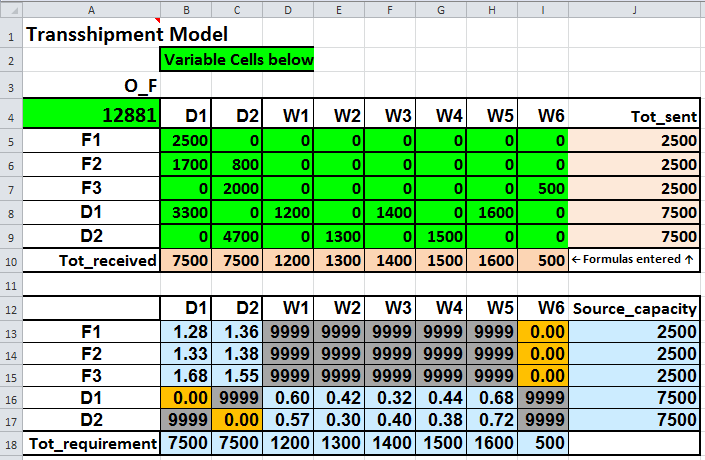 A B C D E F G H I J
1 Transshipment Model
2 Variable Cells below
3 O_F
4 12881 D1 D2 W1 W2 W3 W4 W5 W6 Tot_sent
5 F1 2500 0 0 0 0 0 0 0 2500
6 F2 1700 800 0 0 0 0 0 0 2500
7 F3 0 2000 0 0 0 0 0 500 2500
8 D1 3300 0 1200 0 1400 0 1600 0 7500
9 D2 0 4700 0 1300 0 1500 0 0 7500
10 Tot_received 7500 7500 1200 1300 1400 1500 1600 500 ←Formulas entered ↑
11
12 D1 D2 W1 W2 W3 W4 W5 W6 Source_capacity
13 F1 1.28 1.36 9999 9999 9999 9999 9999 0.00 2500
14 F2 1.33 1.38 9999 9999 9999 9999 9999 0.00 2500
15 F3 1.68 1.55 9999 9999 9999 9999 9999 0.00 2500
16 D1 0.00 9999 0.60 0.42 0.32 0.44 0.68 9999 7500
17 D2 9999 0.00 0.57 0.30 0.40 0.38 0.72 9999 7500
18 Tot_requirement 7500 7500 1200 1300 1400 1500 1600 500